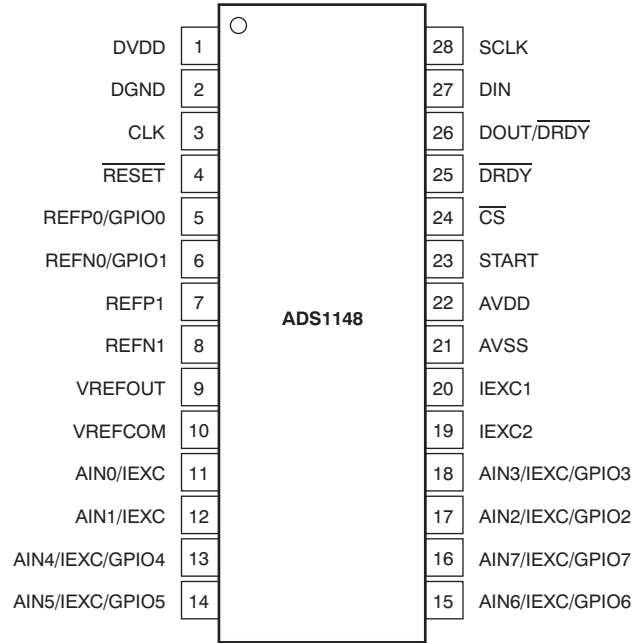 DVDD 1 28 SCLK
DGND 2 27 DIN
CLK 3 26 DOUT/DRDY
RESET 4 25 DRDY
REFP0/GPIO0 5 24 CS
REFN0/GPIO1 6 23 START
REFP1 7 22 AVDD
ADS1148
REFN1 8 21 AVSS
VREFOUT 9 20 IEXC1
VREFCOM 10 19 IEXC2
AIN0/IEXC 11 18 AIN3/IEXC/GPIO3
AIN1/IEXC 12 17 AIN2/IEXC/GPIO2
AIN4/IEXC/GPIO4 13 16 AIN7/IEXC/GPIO7
AIN5/IEXC/GPIO5 14 15 AIN6/IEXC/GPIO6